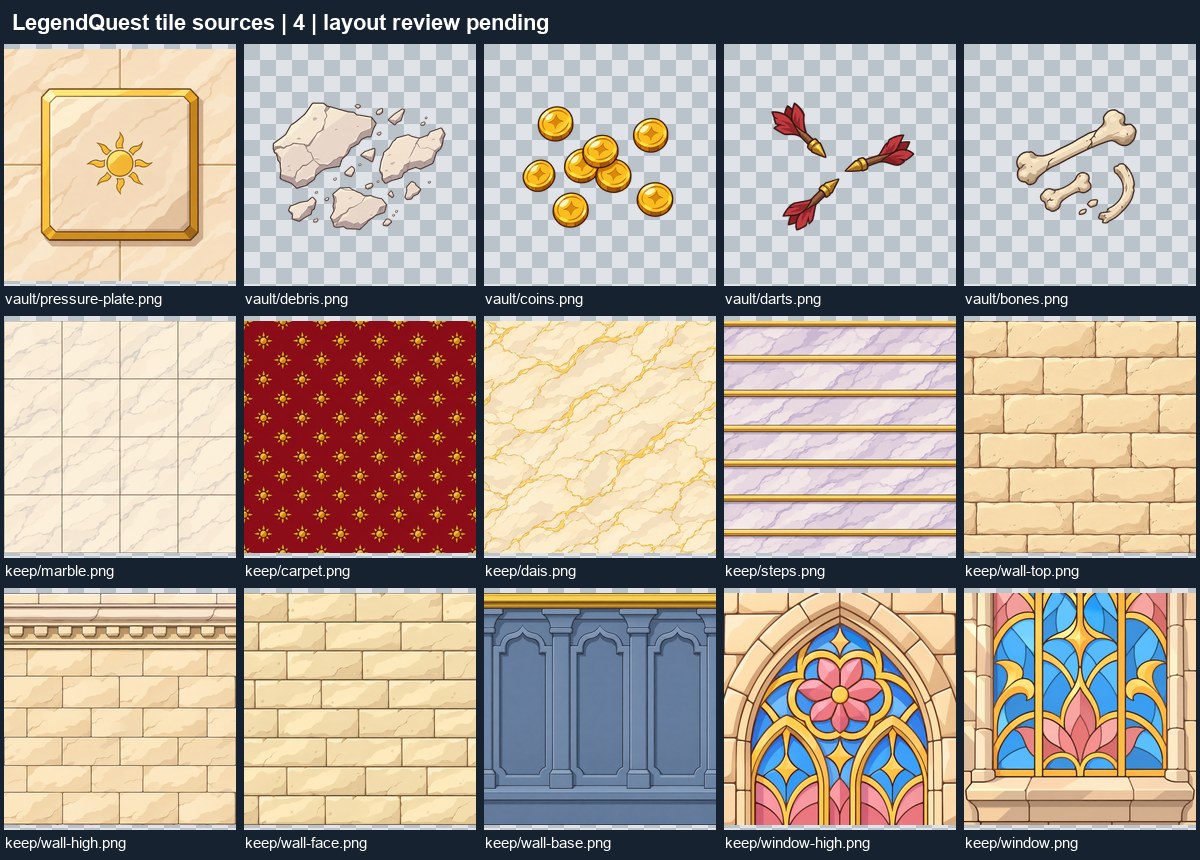 LegendQuest tile sources | 4 | layout review pending
vault/pressure-plate.png
vault/debris.png
vault/coins.png
vault/darts.png
vault/bones.png
keep/marble.png
keep/carpet.png
keep/dais.png
keep/steps.png
keep/wall-top.png
keep/wall-high.png
keep/wall-face.png
keep/wall-base.png
keep/window-high.png
keep/window.png